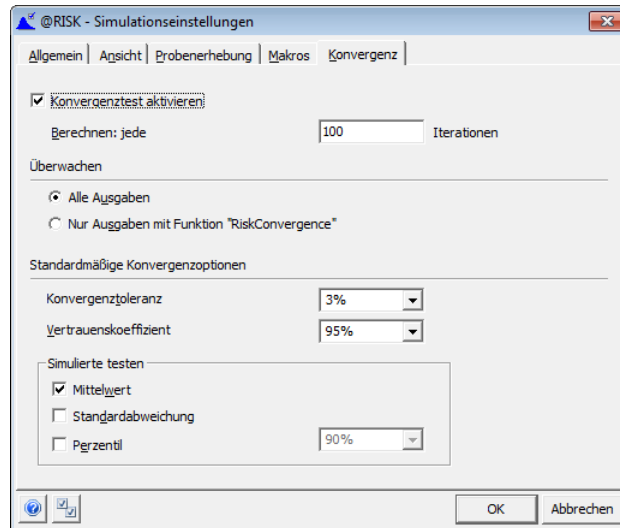 @RISK - Simulationseinstellungen
Allgemein Ansicht Probenerhebung Makros Konvergenz
Konvergenztest aktivieren
Berechnen: jede 100 Iterationen
Überwachen
Alle Ausgaben
Nur Ausgaben mit Funktion "RiskConvergence"
Standardmäßige Konvergenzoptionen
Konvergenztoleranz 3%
Vertrauenskoeffizient 95%
Simulierte testen
Mittelwert
Standardabweichung
Perzentil 90%
OK Abbrechen